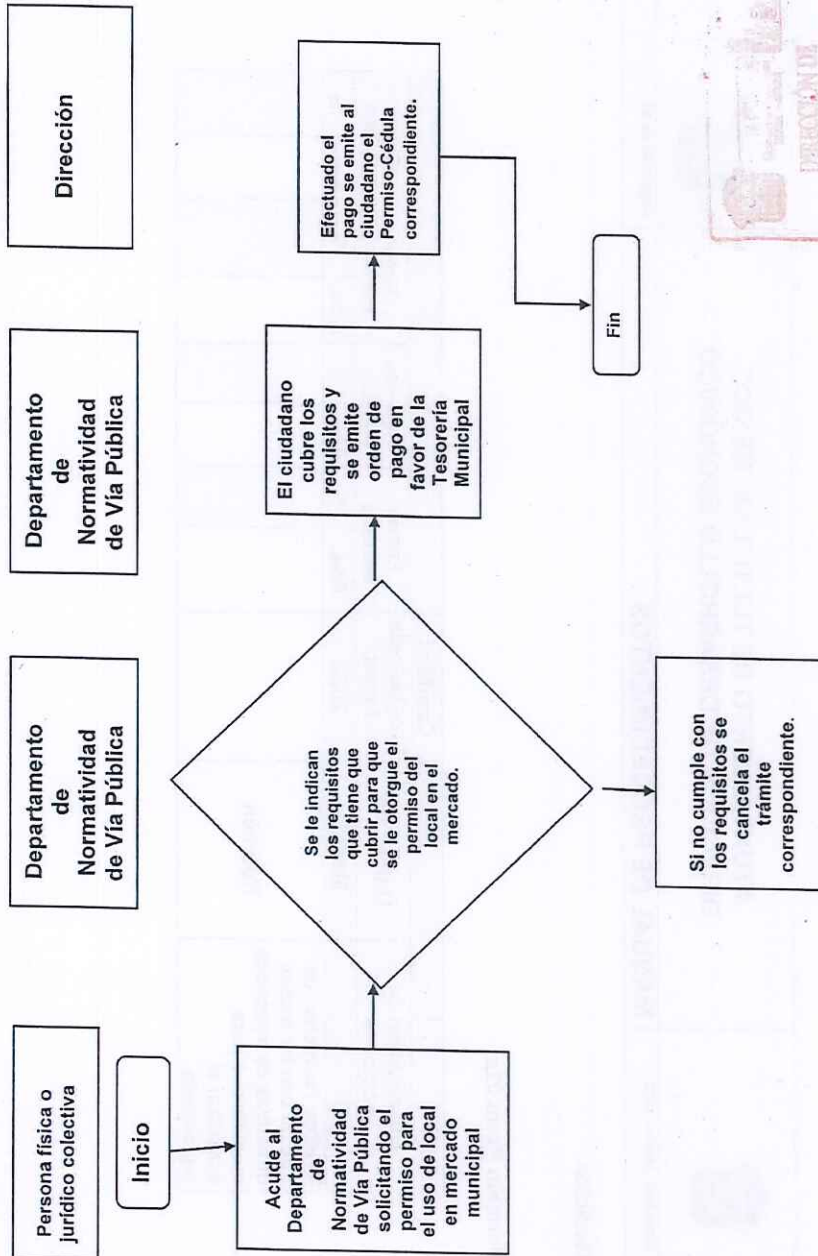 Persona física o
jurídico colectiva
Departamento
de
Normatividad
de Vía Pública
Departamento
de
Normatividad
de Vía Pública
Dirección
Inicio
Acude al
Departamento
de
Normatividad
de Vía Pública
solicitando el
permiso para
el uso de local
en mercado
municipal
Se le indican
los requisitos
que tiene que
cubrir para que
se le otorgue el
permiso del
local en el
mercado.
El ciudadano
cubre los
requisitos y
se emite
orden de
pago en
favor de la
Tesorería
Municipal
Efectuado el
pago se emite al
ciudadano el
Permiso-Cédula
correspondiente.
Si no cumple con
los requisitos se
cancela el
trámite
correspondiente.
Fin
DIRECCIÓN DE